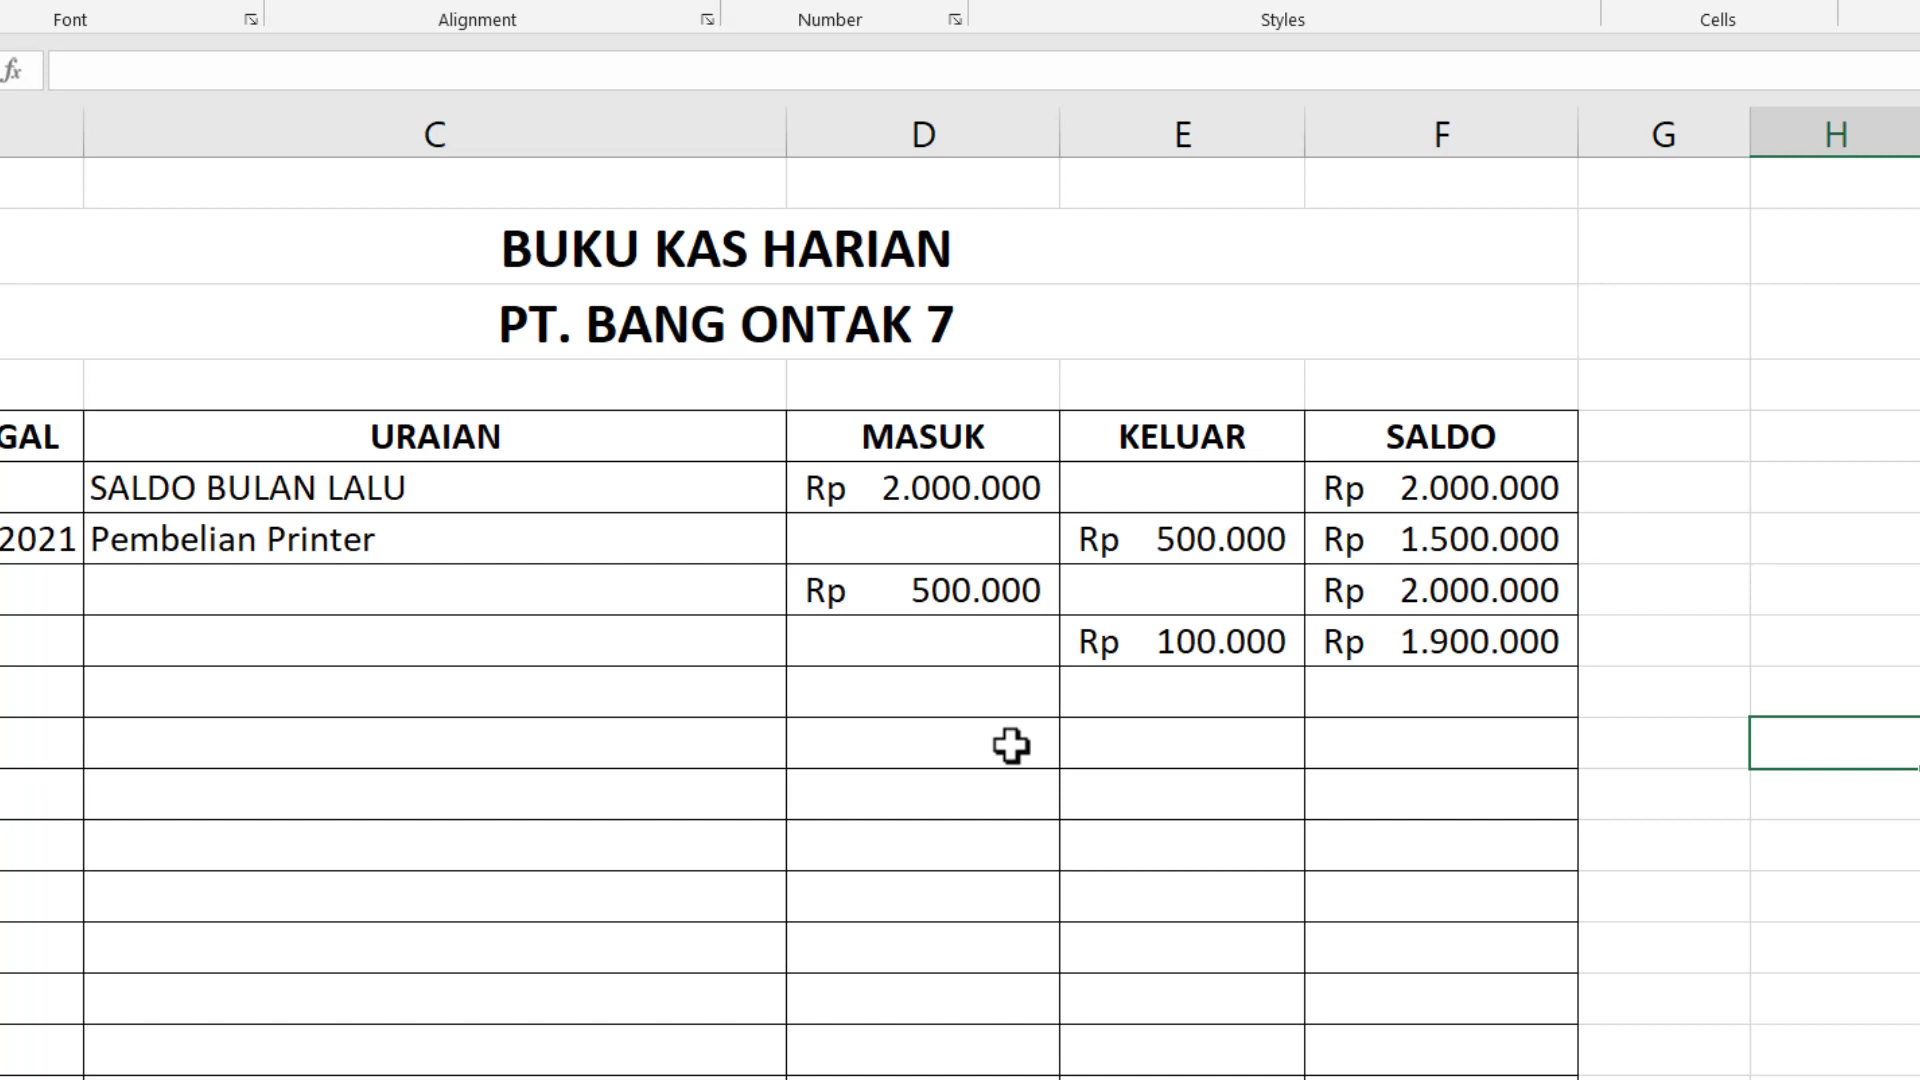 Font Alignment Number Styles Cells
fx
C D E F G H
BUKU KAS HARIAN
PT. BANG ONTAK 7
GAL URAIAN MASUK KELUAR SALDO
SALDO BULAN LALU Rp 2.000.000 Rp 2.000.000
2021 Pembelian Printer Rp 500.000 Rp 1.500.000
Rp 500.000 Rp 2.000.000
Rp 100.000 Rp 1.900.000